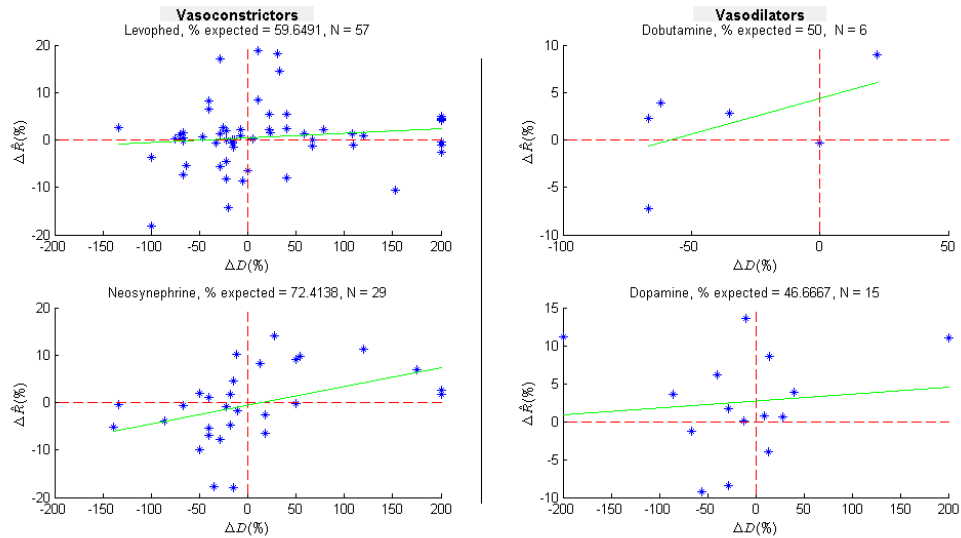 Vasoconstrictors
Levophed, % expected = 59.6491, N = 57
20
10
0
-10
-20
-200 -150 -100 -50 0 50 100 150 200
ΔD(%)
ΔR̂(%)
Neosynephrine, % expected = 72.4138, N = 29
20
10
0
-10
-20
-200 -150 -100 -50 0 50 100 150 200
ΔD(%)
ΔR̂(%)
Vasodilators
Dobutamine, % expected = 50, N = 6
10
5
0
-5
-10
-100 -50 0 50
ΔD(%)
ΔR̂(%)
Dopamine, % expected = 46.6667, N = 15
15
10
5
0
-5
-10
-200 -150 -100 -50 0 50 100 150 200
ΔD(%)
ΔR̂(%)